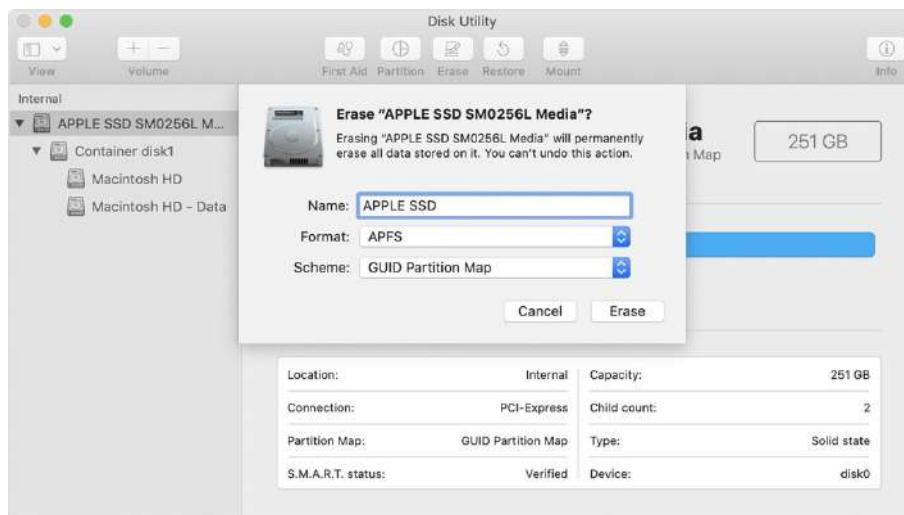 Disk Utility
View
Volume
First Aid Partition Erase Restore Mount
Info
Internal
APPLE SSD SM0256L M...
Container disk1
Macintosh HD
Macintosh HD - Data
Erase "APPLE SSD SM0256L Media"?
Erasing "APPLE SSD SM0256L Media" will permanently
erase all data stored on it. You can't undo this action.
Name: APPLE SSD
Format: APFS
Scheme: GUID Partition Map
Cancel Erase
Map
251 GB
Location: Internal
Capacity: 251 GB
Connection: PCI-Express
Child count: 2
Partition Map: GUID Partition Map
Type: Solid state
S.M.A.R.T. status: Verified
Device: disk0